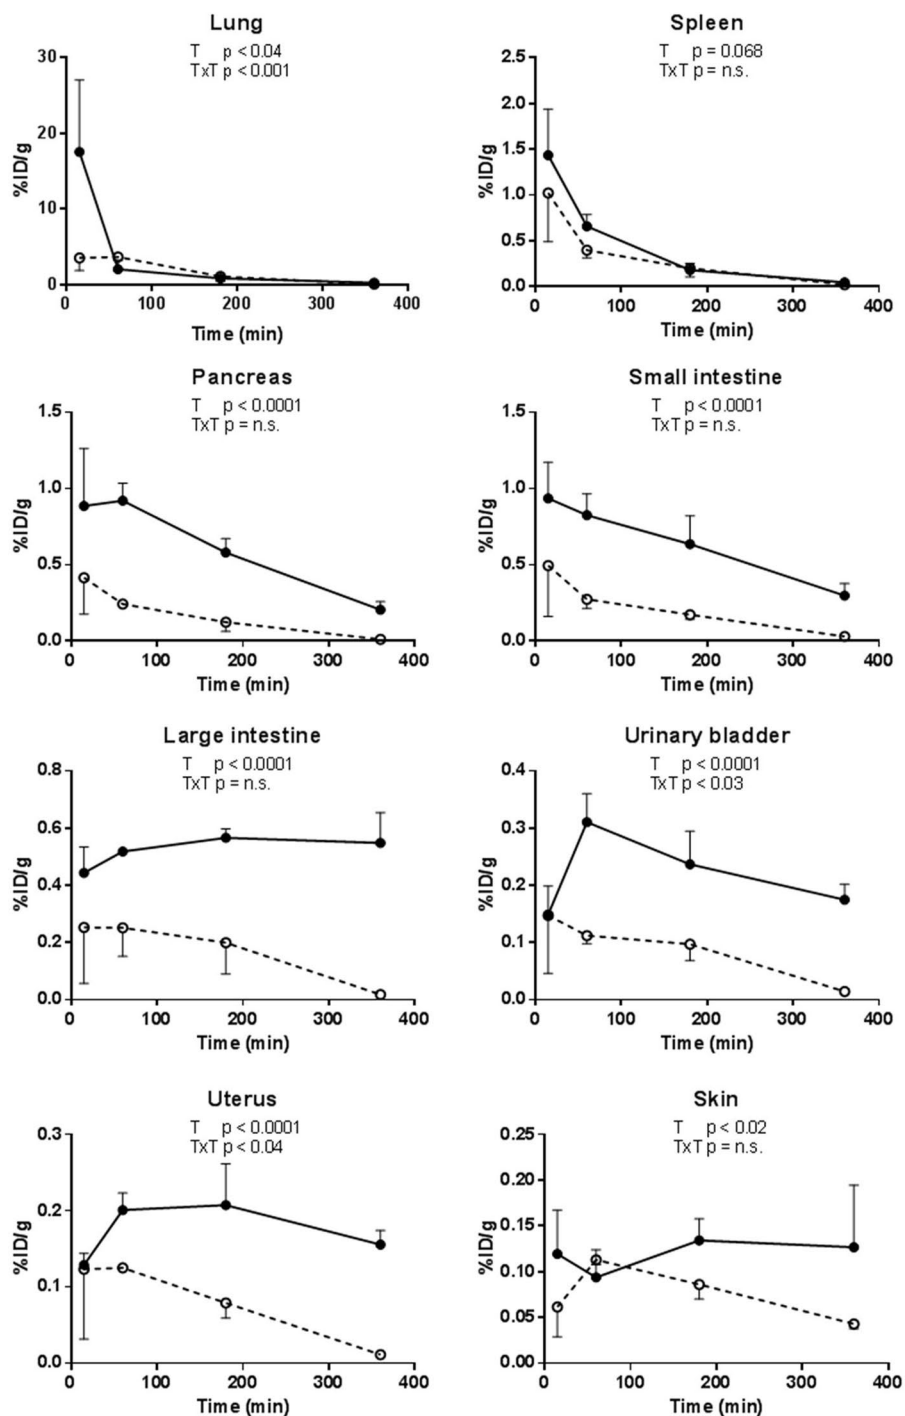 Lung
T p < 0.04
TxT p < 0.001
30
20
10
0
%ID/g
0 100 200 300 400
Time (min)
Spleen
T p = 0.068
TxT p = n.s.
2.5
2.0
1.5
1.0
0.5
0.0
%ID/g
0 100 200 300 400
Time (min)
Pancreas
T p < 0.0001
TxT p = n.s.
1.5
1.0
0.5
0.0
%ID/g
0 100 200 300 400
Time (min)
Small intestine
T p < 0.0001
TxT p = n.s.
1.5
1.0
0.5
0.0
%ID/g
0 100 200 300 400
Time (min)
Large intestine
T p < 0.0001
TxT p = n.s.
0.8
0.6
0.4
0.2
0.0
%ID/g
0 100 200 300 400
Time (min)
Urinary bladder
T p < 0.0001
TxT p < 0.03
0.4
0.3
0.2
0.1
0.0
%ID/g
0 100 200 300 400
Time (min)
Uterus
T p < 0.0001
TxT p < 0.04
0.3
0.2
0.1
0.0
%ID/g
0 100 200 300 400
Time (min)
Skin
T p < 0.02
TxT p = n.s.
0.25
0.20
0.15
0.10
0.05
0.00
%ID/g
0 100 200 300 400
Time (min)